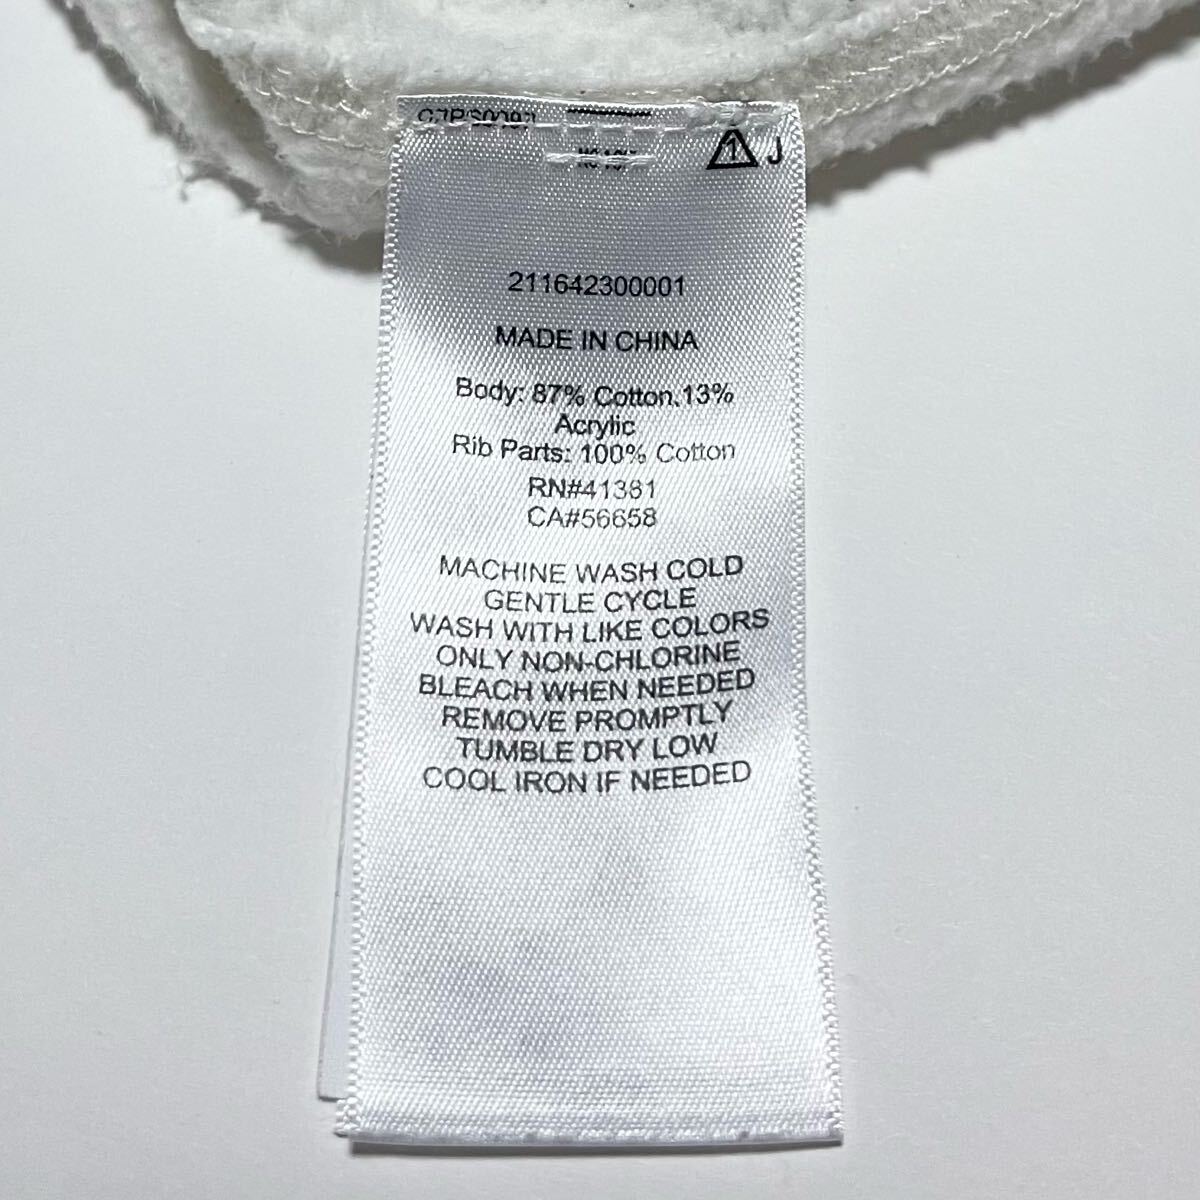 1 J
211642300001
MADE IN CHINA
Body: 87% Cotton,13%
Acrylic
Rib Parts: 100% Cotton
RN#41381
CA#56658
MACHINE WASH COLD
GENTLE CYCLE
WASH WITH LIKE COLORS
ONLY NON-CHLORINE
BLEACH WHEN NEEDED
REMOVE PROMPTLY
TUMBLE DRY LOW
COOL IRON IF NEEDED